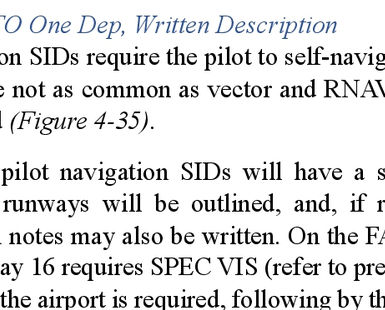 TO One Dep, Written Description
on SIDs require the pilot to self-navig
e not as common as vector and RNAV
(Figure 4-35).
pilot navigation SIDs will have a s
runways will be outlined, and, if r
notes may also be written. On the FA
ay 16 requires SPEC VIS (refer to pre
the airport is required, following by th